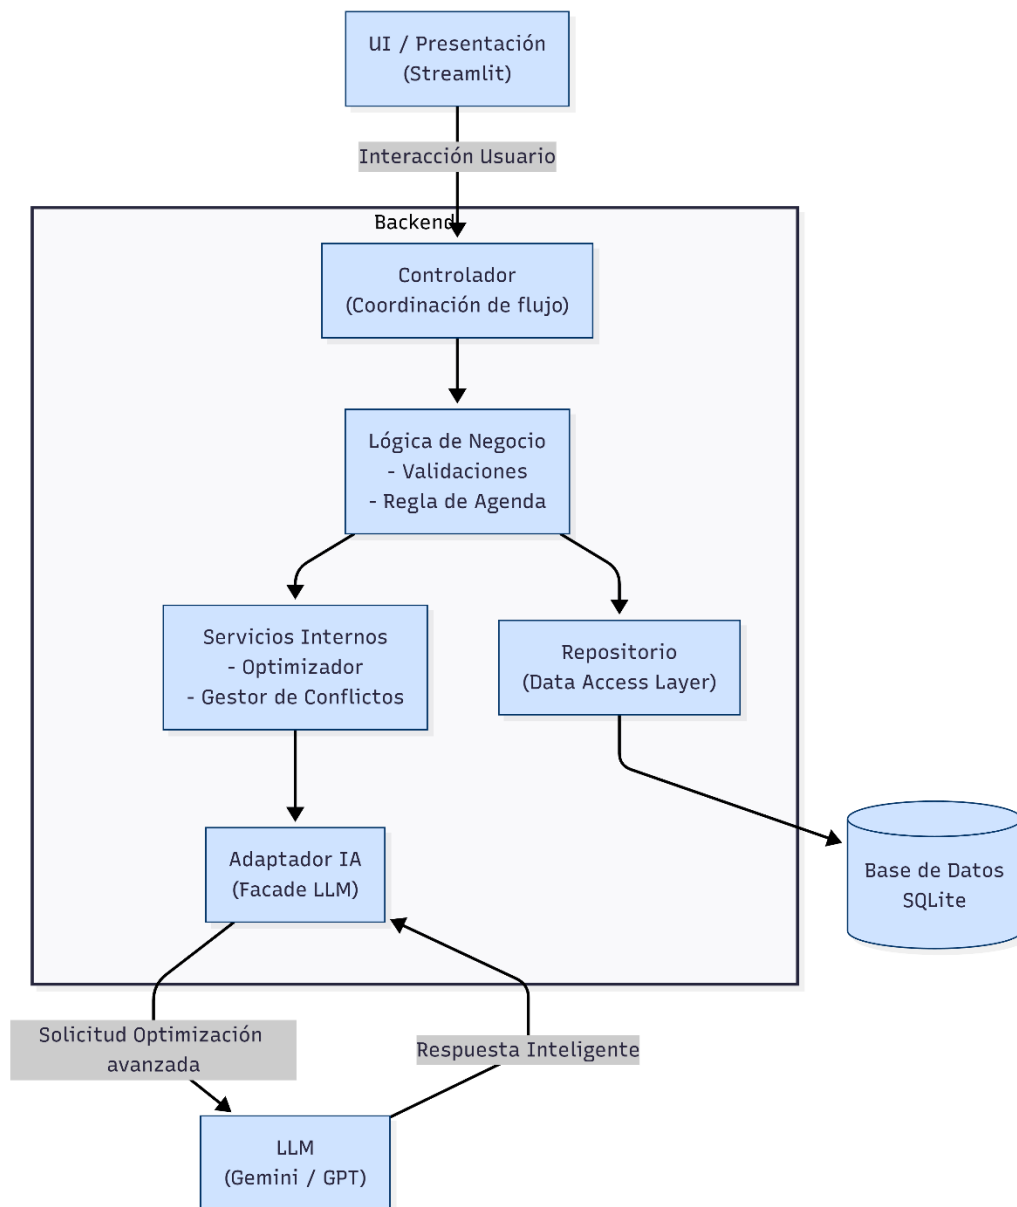 UI / Presentación
(Streamlit)
Interacción Usuario
Backend
Controlador
(Coordinación de flujo)
Lógica de Negocio
- Validaciones
- Regla de Agenda
Servicios Internos
- Optimizador
- Gestor de Conflictos
Repositorio
(Data Access Layer)
Adaptador IA
(Facade LLM)
Base de Datos
SQLite
Solicitud Optimización
avanzada
Respuesta Inteligente
LLM
(Gemini / GPT)